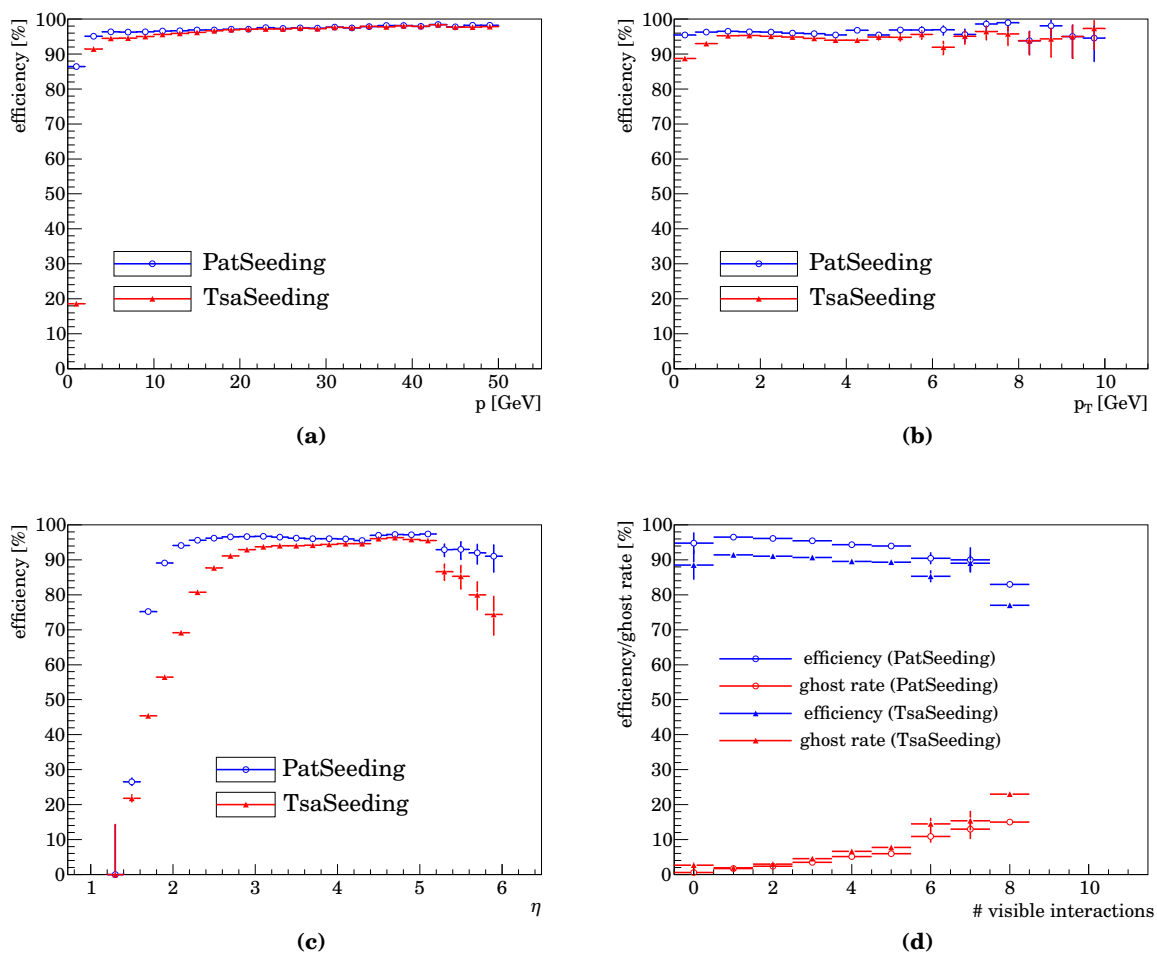 efficiency [%]
100
90
80
70
60
50
40
30
20
10
0
PatSeeding
TsaSeeding
0 10 20 30 40 50
p [GeV]
(a)
efficiency [%]
100
90
80
70
60
50
40
30
20
10
0
PatSeeding
TsaSeeding
0 2 4 6 8 10
p_T [GeV]
(b)
efficiency [%]
100
90
80
70
60
50
40
30
20
10
0
PatSeeding
TsaSeeding
1 2 3 4 5 6
η
(c)
efficiency/ghost rate [%]
100
90
80
70
60
50
40
30
20
10
0
efficiency (PatSeeding)
ghost rate (PatSeeding)
efficiency (TsaSeeding)
ghost rate (TsaSeeding)
0 2 4 6 8 10
# visible interactions
(d)